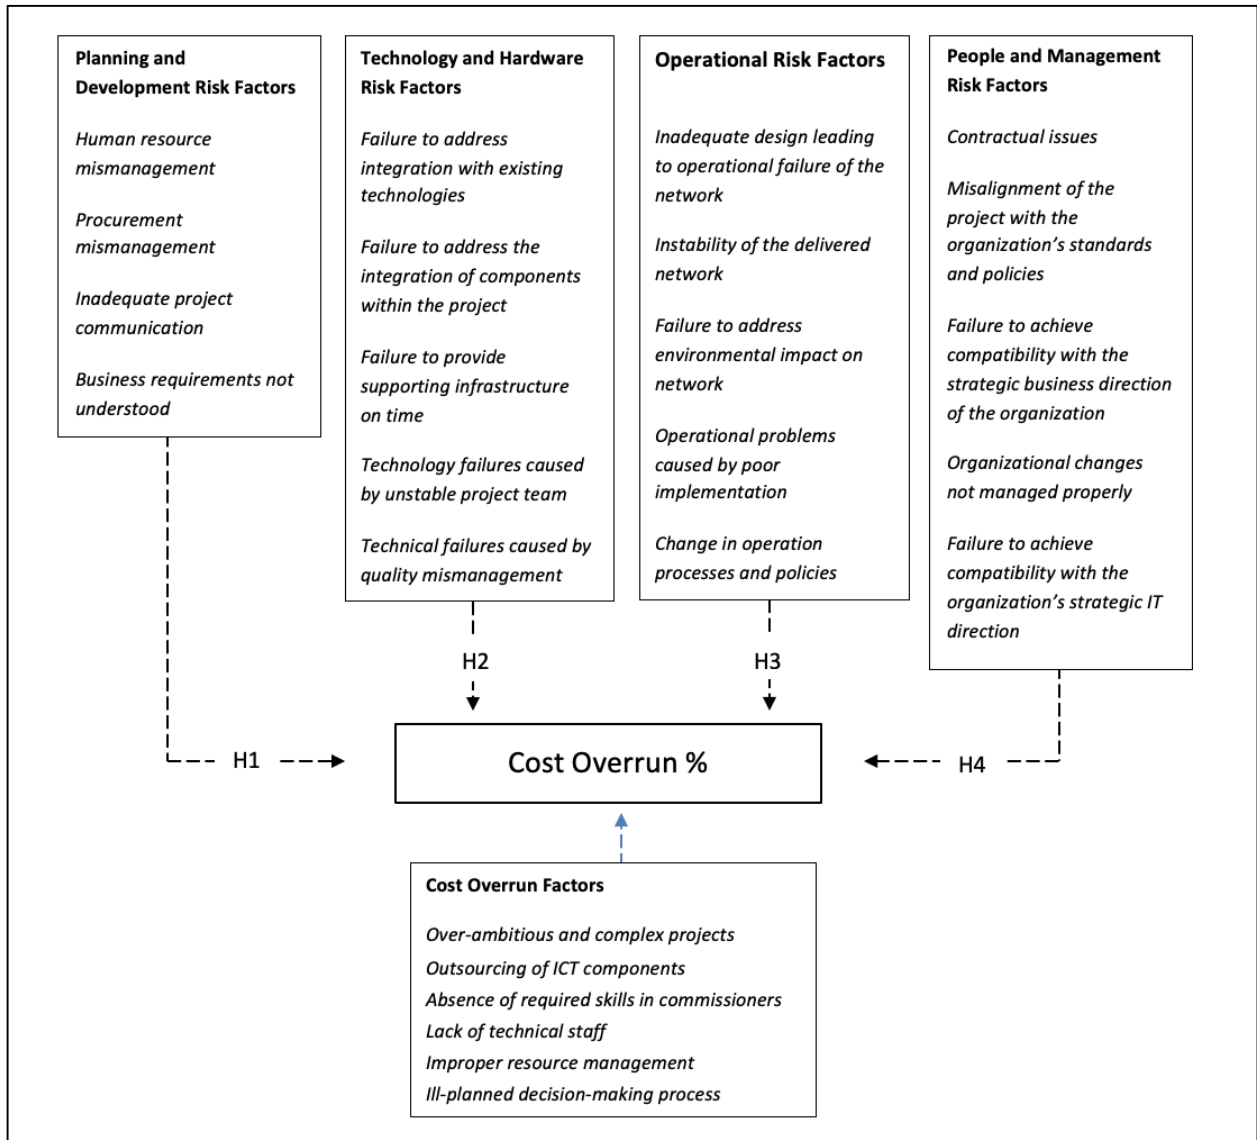 Planning and
Development Risk Factors
Human resource
mismanagement
Procurement
mismanagement
Inadequate project
communication
Business requirements not
understood
Technology and Hardware
Risk Factors
Failure to address
integration with existing
technologies
Failure to address the
integration of components
within the project
Failure to provide
supporting infrastructure
on time
Technology failures caused
by unstable project team
Technical failures caused by
quality mismanagement
Operational Risk Factors
Inadequate design leading
to operational failure of the
network
Instability of the delivered
network
Failure to address
environmental impact on
network
Operational problems
caused by poor
implementation
Change in operation
processes and policies
People and Management
Risk Factors
Contractual issues
Misalignment of the
project with the
organization’s standards
and policies
Failure to achieve
compatibility with the
strategic business direction
of the organization
Organizational changes
not managed properly
Failure to achieve
compatibility with the
organization’s strategic IT
direction
H1
H2
H3
H4
Cost Overrun %
Cost Overrun Factors
Over-ambitious and complex projects
Outsourcing of ICT components
Absence of required skills in commissioners
Lack of technical staff
Improper resource management
Ill-planned decision-making process